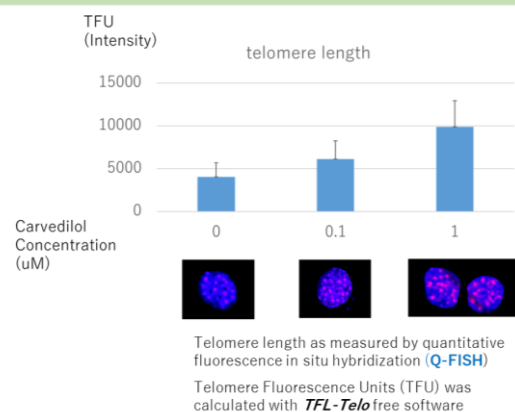 TFU
(Intensity)
telomere length
15000
10000
5000
0
Carvedilol
Concentration
(uM)
0 0.1 1
Telomere length as measured by quantitative
fluorescence in situ hybridization (Q-FISH)
Telomere Fluorescence Units (TFU) was
calculated with TFL-Telo free software